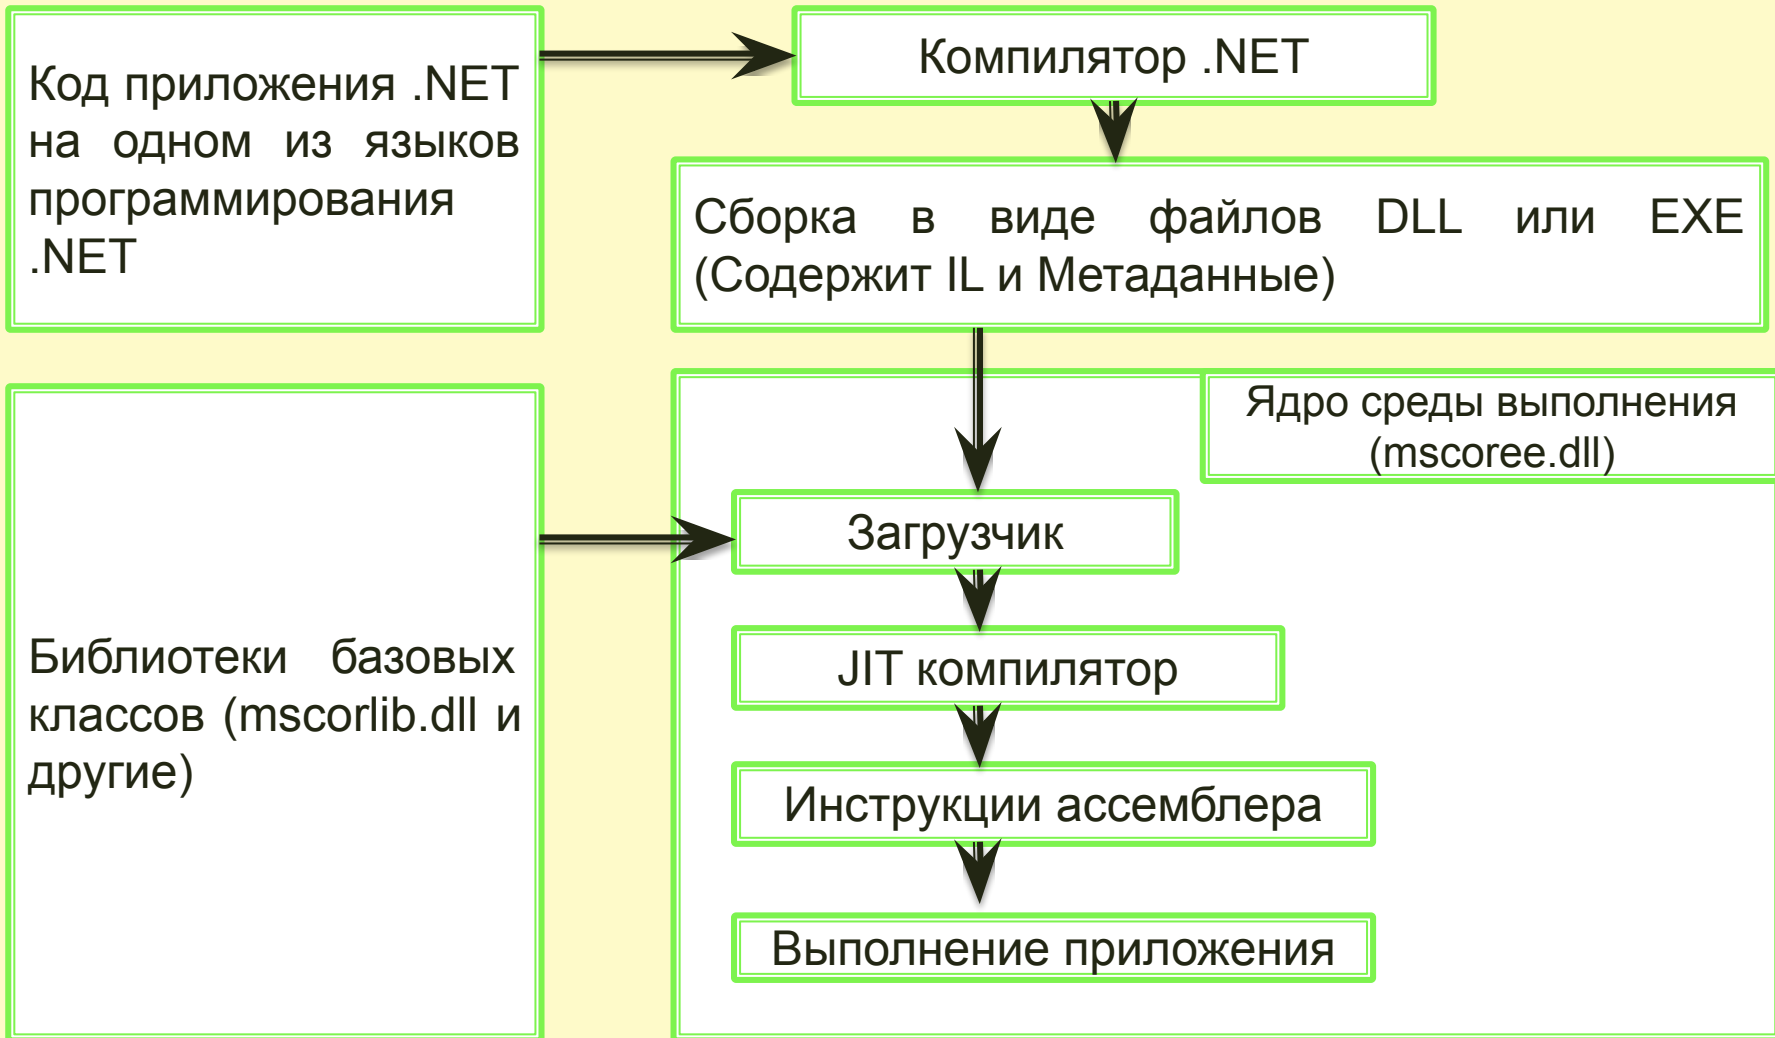 Код приложения .NET
на одном из языков
программирования
.NET
Компилятор .NET
Сборка в виде файлов DLL или EXE
(Содержит IL и Метаданные)
Ядро среды выполнения
(mscoree.dll)
Библиотеки базовых
классов (mscorlib.dll и
другие)
Загрузчик
JIT компилятор
Инструкции ассемблера
Выполнение приложения